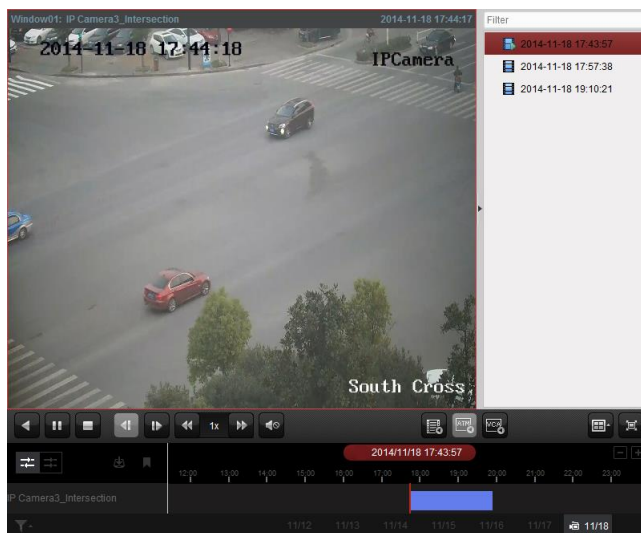 Window01: IP Camera3_Intersection 2014-11-18 17:44:17
Filter
2014-11-18 17:44:18
IPCamera
2014-11-18 17:43:57
2014-11-18 17:57:38
2014-11-18 19:10:21
South Cross
1x
ATM
VCA
2014/11/18 17:43:57
12:00 13:00 14:00 15:00 16:00 17:00 18:00 19:00 20:00 21:00 22:00 23:00
IP Camera3_Intersection
11/12 11/13 11/14 11/15 11/16 11/17 11/18